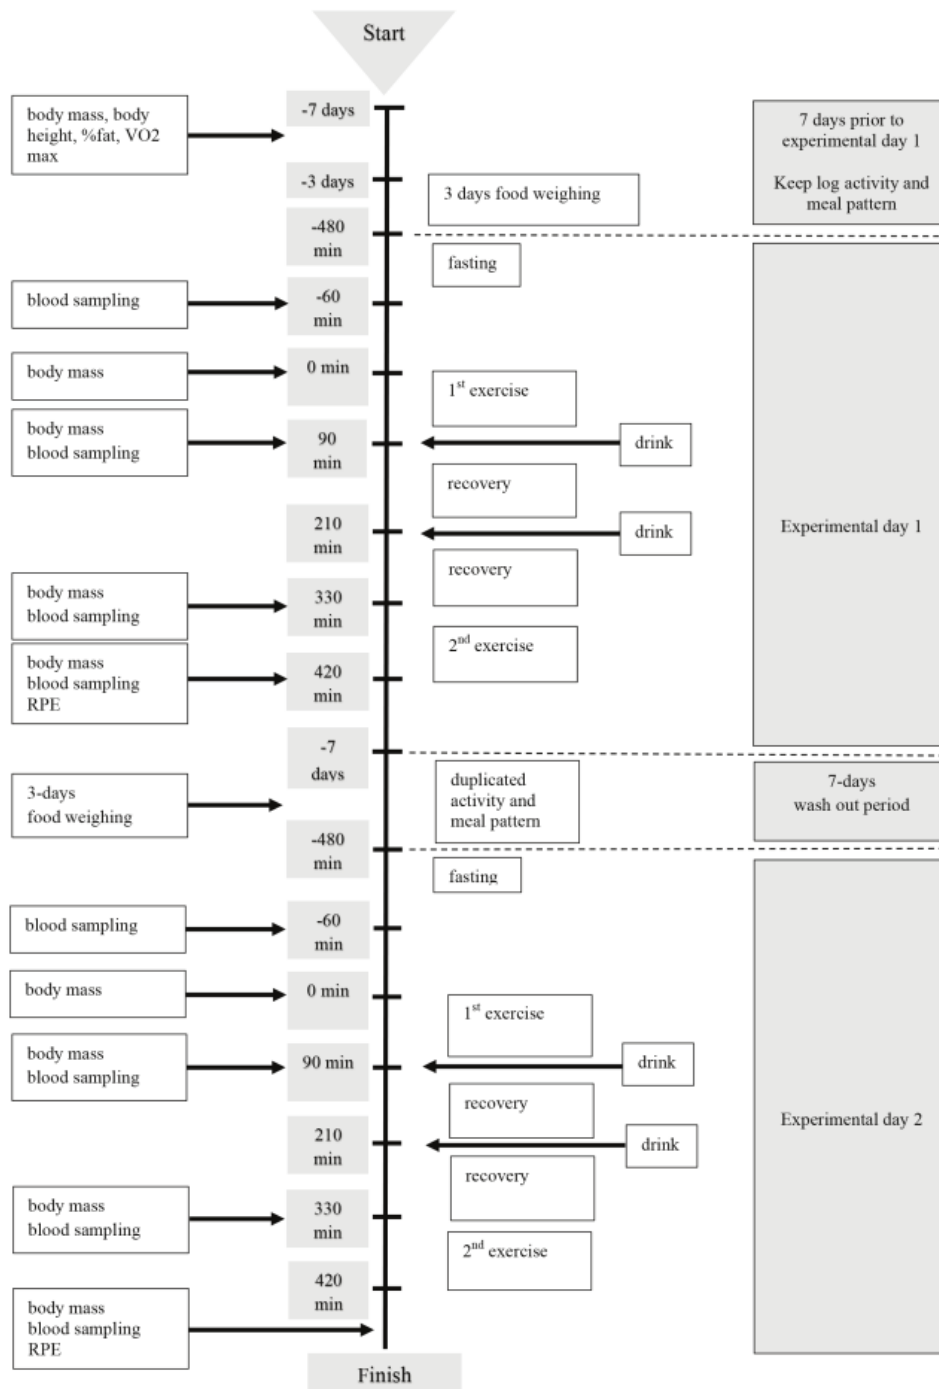 Start
body mass, body
height, %fat, VO2
max
-7 days
7 days prior to
experimental day 1
Keep log activity and
meal pattern
-3 days
3 days food weighing
-480
min
fasting
blood sampling
-60
min
body mass
0 min
1st exercise
body mass
blood sampling
90
min
drink
recovery
210
min
drink
Experimental day 1
recovery
body mass
blood sampling
330
min
2nd exercise
body mass
blood sampling
RPE
420
min
-7
days
3-days
food weighing
duplicated
activity and
meal pattern
7-days
wash out period
-480
min
fasting
blood sampling
-60
min
body mass
0 min
1st exercise
body mass
blood sampling
90 min
drink
recovery
210
min
drink
Experimental day 2
recovery
body mass
blood sampling
330
min
2nd exercise
420
min
body mass
blood sampling
RPE
Finish